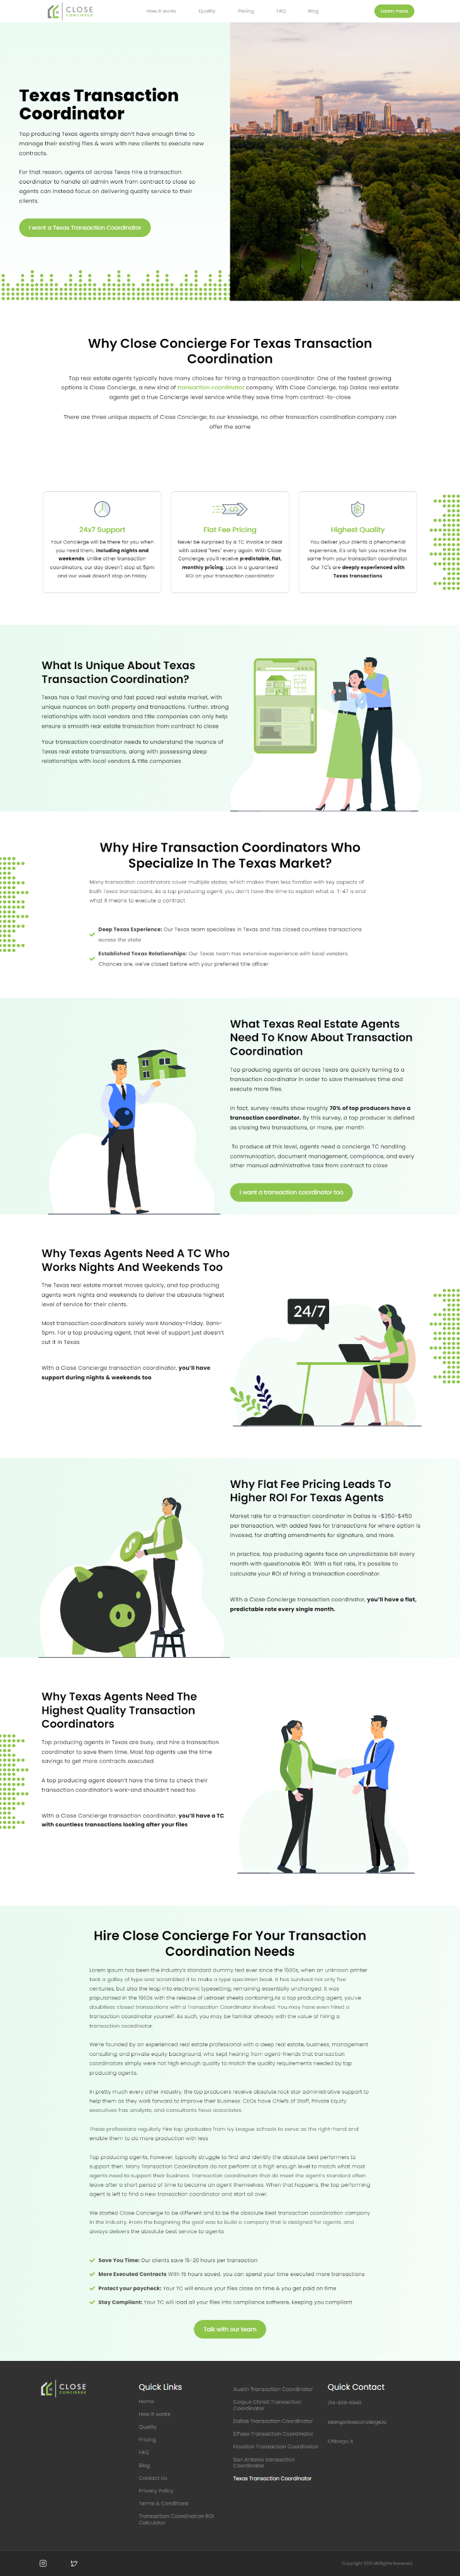 CLOSE
CONCIERGE
How it works
Quality
Pricing
FAQ
Blog
Learn more
Texas Transaction
Coordinator
Top producing Texas agents simply don't have enough time to
manage their existing files & work with new clients to execute new
contracts.
For that reason, agents all across Texas hire a transaction
coordinator to handle all admin work from contract to close so
agents can instead focus on delivering quality service to their
clients.
I want a Texas Transaction Coordinator
Why Close Concierge For Texas Transaction
Coordination
Top real estate agents typically have many choices for hiring a transaction coordinator. One of the fastest growing
options is Close Concierge, a new kind of transaction coordinator company. With Close Concierge, top Dallas real estate
agents get a true Concierge level service while they save time from contract-to-close
There are three unique aspects of Close Concierge; to our knowledge, no other transaction coordination company can
offer the same
24x7 Support
Your Concierge will be there for you when
you need them, including nights and
weekends. Unlike other transaction
coordinators, our day doesn't stop at 5pm
and our week doesn't stop on Friday
Flat Fee Pricing
Never be surprised by a TC invoice or deal
with added "fees" every again. With Close
Concierge, you'll receive predictable, flat,
monthly pricing. Lock in a guaranteed
ROI on your transaction coordinator
Highest Quality
You deliver your clients a phenomenal
experience, it's only fair you receive the
same from your transaction coordinator.
Our TC's are deeply experienced with
Texas transactions
What Is Unique About Texas
Transaction Coordination?
Texas has a fast moving and fast paced real estate market, with
unique nuances on both property and transactions. Further, strong
relationships with local vendors and title companies can only help
ensure a smooth real estate transaction from contract to close
Your transaction coordinator needs to understand the nuance of
Texas real estate transactions, along with possessing deep
relationships with local vendors & title companies
Why Hire Transaction Coordinators Who
Specialize In The Texas Market?
Many transaction coordinators cover multiple states, which makes them less familiar with key aspects of
both Texas transactions. As a top producing agent, you don't have the time to explain what a T-47 is and
what it means to execute a contract
Deep Texas Experience: Our Texas team specializes in Texas and has closed countless transactions
across the state
Established Texas Relationships: Our Texas team has extensive experience with local vendors.
Chances are, we've closed before with your preferred title officer
What Texas Real Estate Agents
Need To Know About Transaction
Coordination
Top producing agents all across Texas are quickly turning to a
transaction coordinator in order to save themselves time and
execute more files.
In fact, survey results show roughly 70% of top producers have a
transaction coordinator. By this survey, a top producer is defined
as closing two transactions, or more, per month
To produce at this level, agents need a concierge TC handling
communication, document management, compliance, and every
other manual administrative task from contract to close
I want a transaction coordinator too
Why Texas Agents Need A TC Who
Works Nights And Weekends Too
The Texas real estate market moves quickly, and top producing
agents work nights and weekends to deliver the absolute highest
level of service for their clients.
Most transaction coordinators solely work Monday-Friday, 9am-
5pm. For a top producing agent, that level of support just doesn't
cut it in Texas
With a Close Concierge transaction coordinator, you'll have
support during nights & weekends too
24/7
Why Flat Fee Pricing Leads To
Higher ROI For Texas Agents
Market rate for a transaction coordinator in Dallas is ~$350-$450
per transaction, with added fees for transactions where option is
invoked, for drafting amendments for signature, and more.
In practice, top producing agents face an unpredictable bill every
month with questionable ROI. With a flat rate, it's possible to
calculate your ROI of hiring a transaction coordinator.
With a Close Concierge transaction coordinator, you'll have a flat,
predictable rate every single month.
Why Texas Agents Need The
Highest Quality Transaction
Coordinators
Top producing agents in Texas are busy, and hire a transaction
coordinator to save them time. Most top agents use the time
savings to get more contracts executed.
A top producing agent doesn't have the time to check their
transaction coordinator's work-and shouldn't need too
With a Close Concierge transaction coordinator, you'll have a TC
with countless transactions looking after your files
Hire Close Concierge For Your Transaction
Coordination Needs
Lorem Ipsum has been the industry's standard dummy text ever since the 1500s, when an unknown printer
took a galley of type and scrambled it to make a type specimen book. It has survived not only five
centuries, but also the leap into electronic typesetting, remaining essentially unchanged. It was
popularised in the 1960s with the release of Letraset sheets containing.As a top producing agent, you've
doubtless closed transactions with a Transaction Coordinator involved. You may have even hired a
transaction coordinator yourself. As such, you may be familiar already with the value of hiring a
transaction coordinator.
We're founded by an experienced real estate professional with a deep real estate, business, management
consulting, and private equity background, who kept hearing from agent-friends that transaction
coordinators simply were not high enough quality to match the quality requirements needed by top
producing agents.
In pretty much every other industry, the top producers receive absolute rock star administrative support to
help them as they work forward to improve their business. CEOs have Chiefs of Staff, Private Equity
executives has analysts, and consultants have associates.
These professions regularly hire top graduates from Ivy League schools to serve as the right-hand and
enable them to do more production with less
Top producing agents, however, typically struggle to find and identify the absolute best performers to
support them. Many Transaction Coordinators do not perform at a high enough level to match what most
agents need to support their business. Transaction coordinators that do meet the agent's standard often
leave after a short period of time to become an agent themselves. When that happens, the top performing
agent is left to find a new transaction coordinator and start all over.
We started Close Concierge to be different and to be the absolute best transaction coordination company
in the industry. From the beginning the goal was to build a company that is designed for agents, and
always delivers the absolute best service to agents.
Save You Time: Our clients save 15-20 hours per transaction
More Executed Contracts With 15 hours saved, you can spend your time executed more transactions
Protect your paycheck: Your TC will ensure your files close on time & you get paid on time
Stay Compliant: Your TC will load all your files into compliance software, keeping you compliant
Talk with our team
CLOSE
CONCIERGE
Quick Links
Home
How it works
Quality
Pricing
FAQ
Blog
Contact Us
Privacy Policy
Terms & Conditions
Transaction Coordination ROI
Calculator
Austin Transaction Coordinator
Corpus Christi Transaction
Coordinator
Dallas Transaction Coordinator
ElPaso Transaction Coordinator
Houston Transaction Coordinator
San Antonio transaction
Coordinator
Texas Transaction Coordinator
Quick Contact
Chicago, IL
Copyright 2023 All Rights Reserved